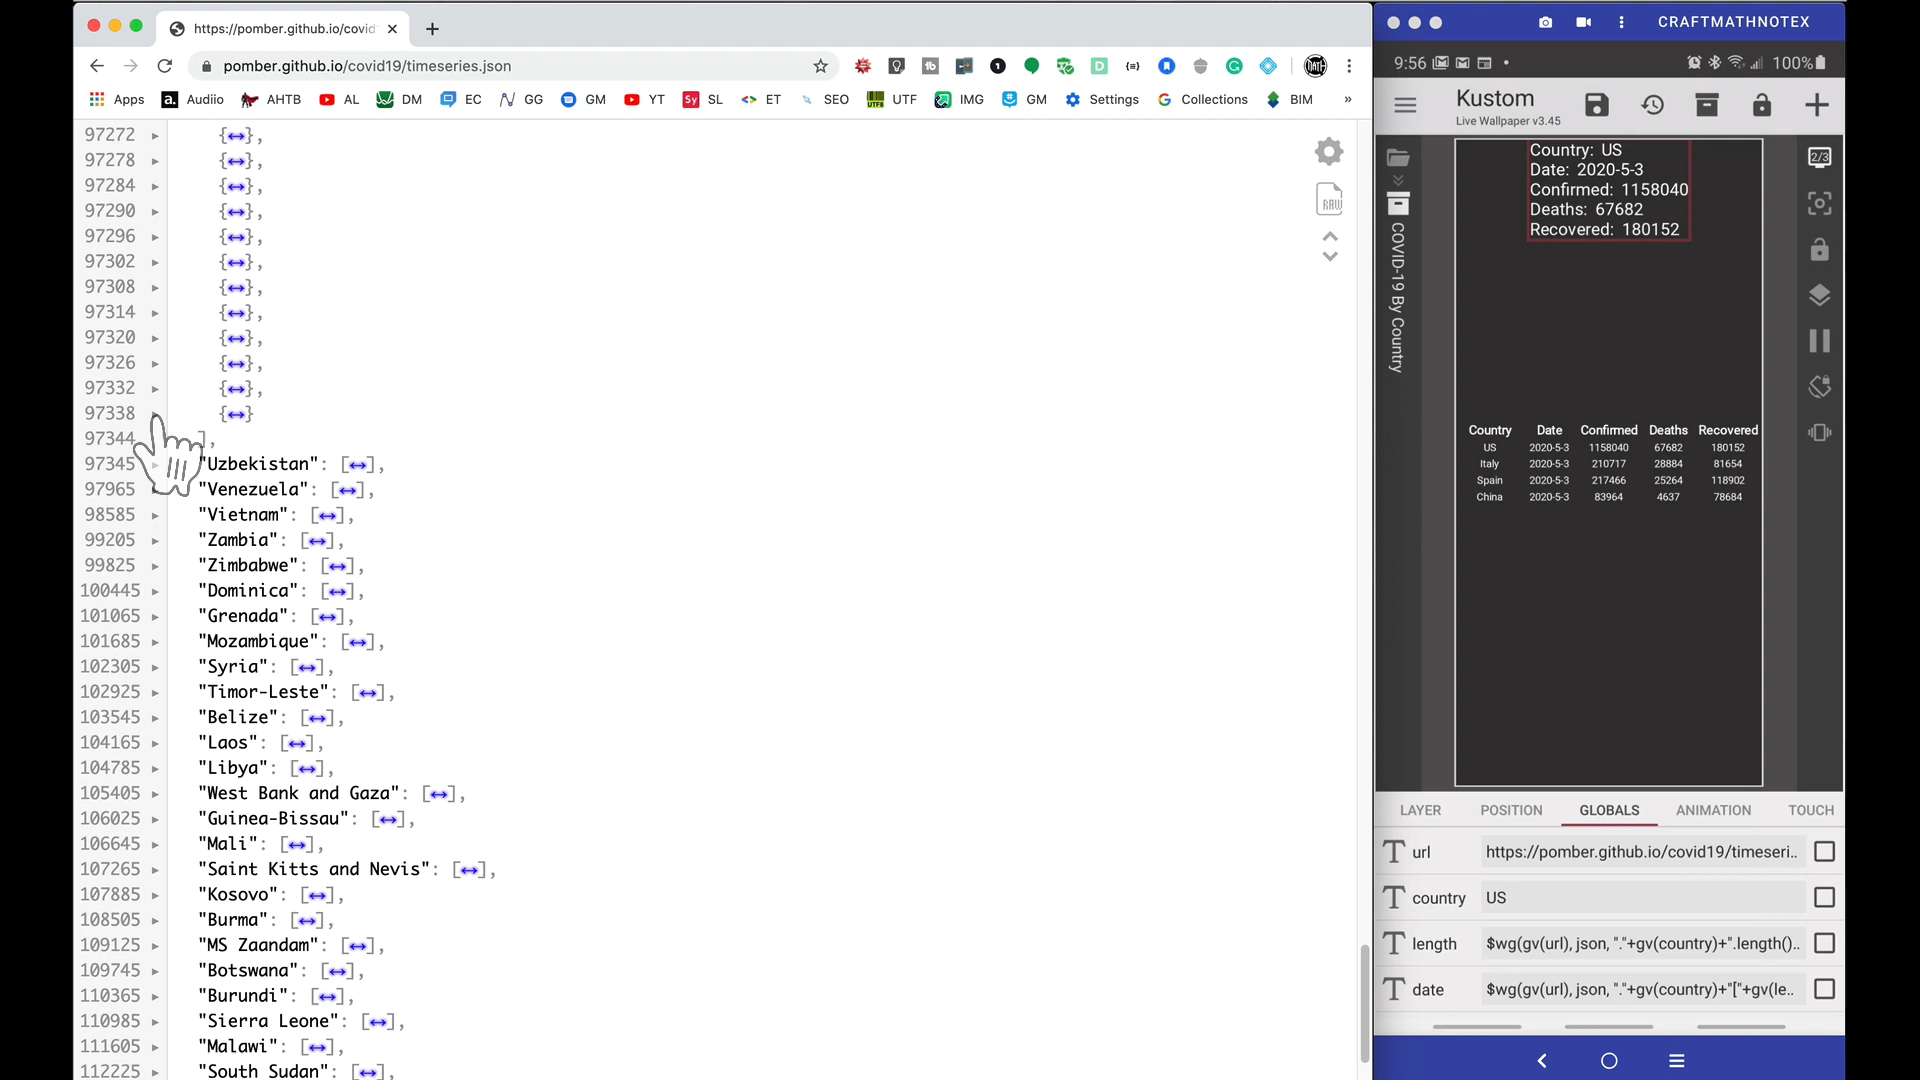 https://pomber.github.io/covid
pomber.github.io/covid19/timeseries.json
Apps
Audiio
AHTB
AL
DM
EC
GG
GM
YT
Sy SL
ET
SEO
UTF
IMG
GM
Settings
Collections
BIM
»
97272 {↔},
97278 {↔},
97284 {↔},
97290 {↔},
97296 {↔},
97302 {↔},
97308 {↔},
97314 {↔},
97320 {↔},
97326 {↔},
97332 {↔},
97338 {↔}
97344 ],
97345 "Uzbekistan": [↔],
97965 "Venezuela": [↔],
98585 "Vietnam": [↔],
99205 "Zambia": [↔],
99825 "Zimbabwe": [↔],
100445 "Dominica": [↔],
101065 "Grenada": [↔],
101685 "Mozambique": [↔],
102305 "Syria": [↔],
102925 "Timor-Leste": [↔],
103545 "Belize": [↔],
104165 "Laos": [↔],
104785 "Libya": [↔],
105405 "West Bank and Gaza": [↔],
106025 "Guinea-Bissau": [↔],
106645 "Mali": [↔],
107265 "Saint Kitts and Nevis": [↔],
107885 "Kosovo": [↔],
108505 "Burma": [↔],
109125 "MS Zaandam": [↔],
109745 "Botswana": [↔],
110365 "Burundi": [↔],
110985 "Sierra Leone": [↔],
111605 "Malawi": [↔],
112225 "South Sudan": [↔],
RAW
CRAFTMATHNOTEX
9:56
100%
Kustom
Live Wallpaper v3.45
COVID-19 By Country
2/3
Country: US
Date: 2020-5-3
Confirmed: 1158040
Deaths: 67682
Recovered: 180152
Country Date Confirmed Deaths Recovered
US 2020-5-3 1158040 67682 180152
Italy 2020-5-3 210717 28884 81654
Spain 2020-5-3 217466 25264 118902
China 2020-5-3 83964 4637 78684
LAYER POSITION GLOBALS ANIMATION TOUCH
url https://pomber.github.io/covid19/timeseri..
country US
length $wg(gv(url), json, "."+gv(country)+".length()..
date $wg(gv(url), json, "."+gv(country)+"["+gv(le..